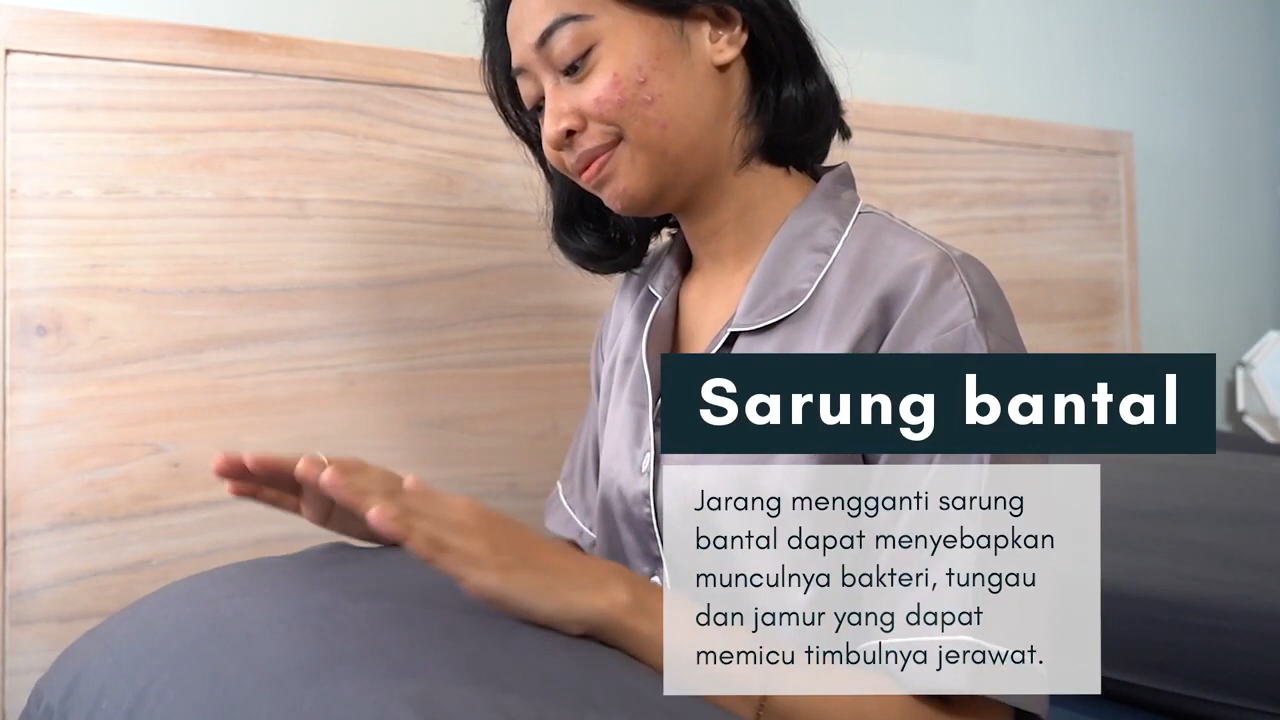 Sarung bantal
Jarang mengganti sarung
bantal dapat menyebapkan
munculnya bakteri, tungau
dan jamur yang dapat
memicu timbulnya jerawat.